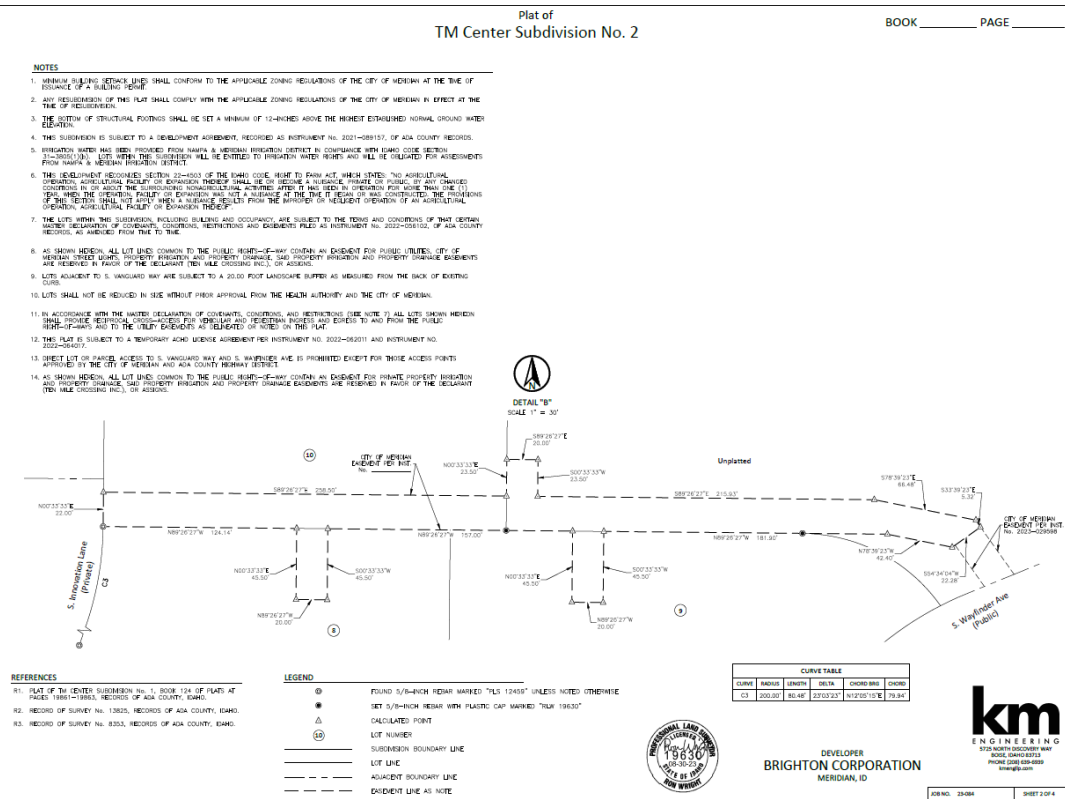 Plat of
TM Center Subdivision No. 2
BOOK ________ PAGE ________
NOTES
1. MINIMUM BUILDING SETBACK LINES SHALL CONFORM TO THE APPLICABLE ZONING REGULATIONS OF THE CITY OF MERIDIAN AT THE TIME OF
ISSUANCE OF A BUILDING PERMIT.
2. ANY RESUBDIVISION OF THIS PLAT SHALL COMPLY WITH THE APPLICABLE ZONING REGULATIONS OF THE CITY OF MERIDIAN IN EFFECT AT THE
TIME OF RESUBDIVISION.
3. THE BOTTOM OF STRUCTURAL FOOTINGS SHALL BE SET A MINIMUM OF 12-INCHES ABOVE THE HIGHEST ESTABLISHED NORMAL GROUND WATER
ELEVATION.
4. THIS SUBDIVISION IS SUBJECT TO A DEVELOPMENT AGREEMENT, RECORDED AS INSTRUMENT No. 2021-089157, OF ADA COUNTY RECORDS.
5. IRRIGATION WATER HAS BEEN PROVIDED FROM NAMPA & MERIDIAN IRRIGATION DISTRICT IN COMPLIANCE WITH IDAHO CODE SECTION
31-3805(1)(b). LOTS WITHIN THIS SUBDIVISION WILL BE ENTITLED TO IRRIGATION WATER RIGHTS AND WILL BE OBLIGATED FOR ASSESSMENTS
FROM NAMPA & MERIDIAN IRRIGATION DISTRICT.
6. THIS DEVELOPMENT RECOGNIZES SECTION 22-4503 OF THE IDAHO CODE, RIGHT TO FARM ACT, WHICH STATES: "NO AGRICULTURAL
OPERATION, AGRICULTURAL FACILITY OR EXPANSION THEREOF SHALL BE OR BECOME A NUISANCE, PRIVATE OR PUBLIC, BY ANY CHANGED
CONDITIONS IN OR ABOUT THE SURROUNDING NONAGRICULTURAL ACTIVITIES AFTER IT HAS BEEN IN OPERATION FOR MORE THAN ONE (1)
YEAR, WHEN THE OPERATION, FACILITY OR EXPANSION WAS NOT A NUISANCE AT THE TIME IT BEGAN OR WAS CONSTRUCTED. THE PROVISIONS
OF THIS SECTION SHALL NOT APPLY WHEN A NUISANCE RESULTS FROM THE IMPROPER OR NEGLIGENT OPERATION OF AN AGRICULTURAL
OPERATION, AGRICULTURAL FACILITY OR EXPANSION THEREOF".
7. THE LOTS WITHIN THIS SUBDIVISION, INCLUDING BUILDING AND OCCUPANCY, ARE SUBJECT TO THE TERMS AND CONDITIONS OF THAT CERTAIN
MASTER DECLARATION OF COVENANTS, CONDITIONS, RESTRICTIONS AND EASEMENTS FILED AS INSTRUMENT No. 2022-056102, OF ADA COUNTY
RECORDS, AS AMENDED FROM TIME TO TIME.
8. AS SHOWN HEREON, ALL LOT LINES COMMON TO THE PUBLIC RIGHTS-OF-WAY CONTAIN AN EASEMENT FOR PUBLIC UTILITIES, CITY OF
MERIDIAN STREET LIGHTS, PROPERTY IRRIGATION AND PROPERTY DRAINAGE, SAID PROPERTY IRRIGATION AND PROPERTY DRAINAGE EASEMENTS
ARE RESERVED IN FAVOR OF THE DECLARANT (TEN MILE CROSSING INC.), OR ASSIGNS.
9. LOTS ADJACENT TO S. VANGUARD WAY ARE SUBJECT TO A 20.00 FOOT LANDSCAPE BUFFER AS MEASURED FROM THE BACK OF EXISTING
CURB.
10. LOTS SHALL NOT BE REDUCED IN SIZE WITHOUT PRIOR APPROVAL FROM THE HEALTH AUTHORITY AND THE CITY OF MERIDIAN.
11. IN ACCORDANCE WITH THE MASTER DECLARATION OF COVENANTS, CONDITIONS, AND RESTRICTIONS (SEE NOTE 7) ALL LOTS SHOWN HEREON
SHALL PROVIDE RECIPROCAL CROSS-ACCESS FOR VEHICULAR AND PEDESTRIAN INGRESS AND EGRESS TO AND FROM THE PUBLIC
RIGHT-OF-WAYS AND TO THE UTILITY EASEMENTS AS DELINEATED OR NOTED ON THIS PLAT.
12. THIS PLAT IS SUBJECT TO A TEMPORARY ACHD LICENSE AGREEMENT PER INSTRUMENT NO. 2022-062011 AND INSTRUMENT NO.
2022-064017.
13. DIRECT LOT OR PARCEL ACCESS TO S. VANGUARD WAY AND S. WAYFINDER AVE. IS PROHIBITED EXCEPT FOR THOSE ACCESS POINTS
APPROVED BY THE CITY OF MERIDIAN AND ADA COUNTY HIGHWAY DISTRICT.
14. AS SHOWN HEREON, ALL LOT LINES COMMON TO THE PUBLIC RIGHTS-OF-WAY CONTAIN AN EASEMENT FOR PRIVATE PROPERTY IRRIGATION
AND PROPERTY DRAINAGE, SAID PROPERTY IRRIGATION AND PROPERTY DRAINAGE EASEMENTS ARE RESERVED IN FAVOR OF THE DECLARANT
(TEN MILE CROSSING INC.), OR ASSIGNS.
N
DETAIL "B"
SCALE 1" = 30'
S89°26'27"E
20.00'
10
CITY OF MERIDIAN
EASEMENT PER INST.
No. ________
N00°33'33"E
23.50'
S00°33'33"W
23.50'
Unplatted
S78°39'23"E
66.48'
S33°39'23"E
5.32'
S89°26'27"E 258.50'
S89°26'27"E 215.93'
N00°33'33"E
22.00'
CITY OF MERIDIAN
EASEMENT PER INST.
No. 2023-029598
N89°26'27"W 124.14'
N89°26'27"W 157.00'
N89°26'27"W 181.90'
N78°39'23"W
42.40'
S54°34'04"W
22.28'
S. Innovation Lane
(Private)
C3
N00°33'33"E
45.50'
S00°33'33"W
45.50'
N00°33'33"E
45.50'
S00°33'33"W
45.50'
N89°26'27"W
20.00'
N89°26'27"W
20.00'
8
9
S. Wayfinder Ave
(Public)
REFERENCES
R1. PLAT OF TM CENTER SUBDIVISION No. 1, BOOK 124 OF PLATS AT
PAGES 19861-19863, RECORDS OF ADA COUNTY, IDAHO.
R2. RECORD OF SURVEY No. 13825, RECORDS OF ADA COUNTY, IDAHO.
R3. RECORD OF SURVEY No. 8353, RECORDS OF ADA COUNTY, IDAHO.
LEGEND
FOUND 5/8-INCH REBAR MARKED "PLS 12459" UNLESS NOTED OTHERWISE
SET 5/8-INCH REBAR WITH PLASTIC CAP MARKED "RLW 19630"
CALCULATED POINT
10 LOT NUMBER
SUBDIVISION BOUNDARY LINE
LOT LINE
ADJACENT BOUNDARY LINE
EASEMENT LINE AS NOTE
CURVE TABLE
CURVE RADIUS LENGTH DELTA CHORD BRG CHORD
C3 200.00' 80.48' 23°03'23" N12°05'15"E 79.94'
PROFESSIONAL LAND SURVEYOR
LICENSED
19630
08-30-23
STATE OF IDAHO
RON WRIGHT
DEVELOPER
BRIGHTON CORPORATION
MERIDIAN, ID
km
ENGINEERING
5725 NORTH DISCOVERY WAY
BOISE, IDAHO 83713
PHONE (208) 639-6939
kmengllp.com
JOB NO. 23-084
SHEET 2 OF 4